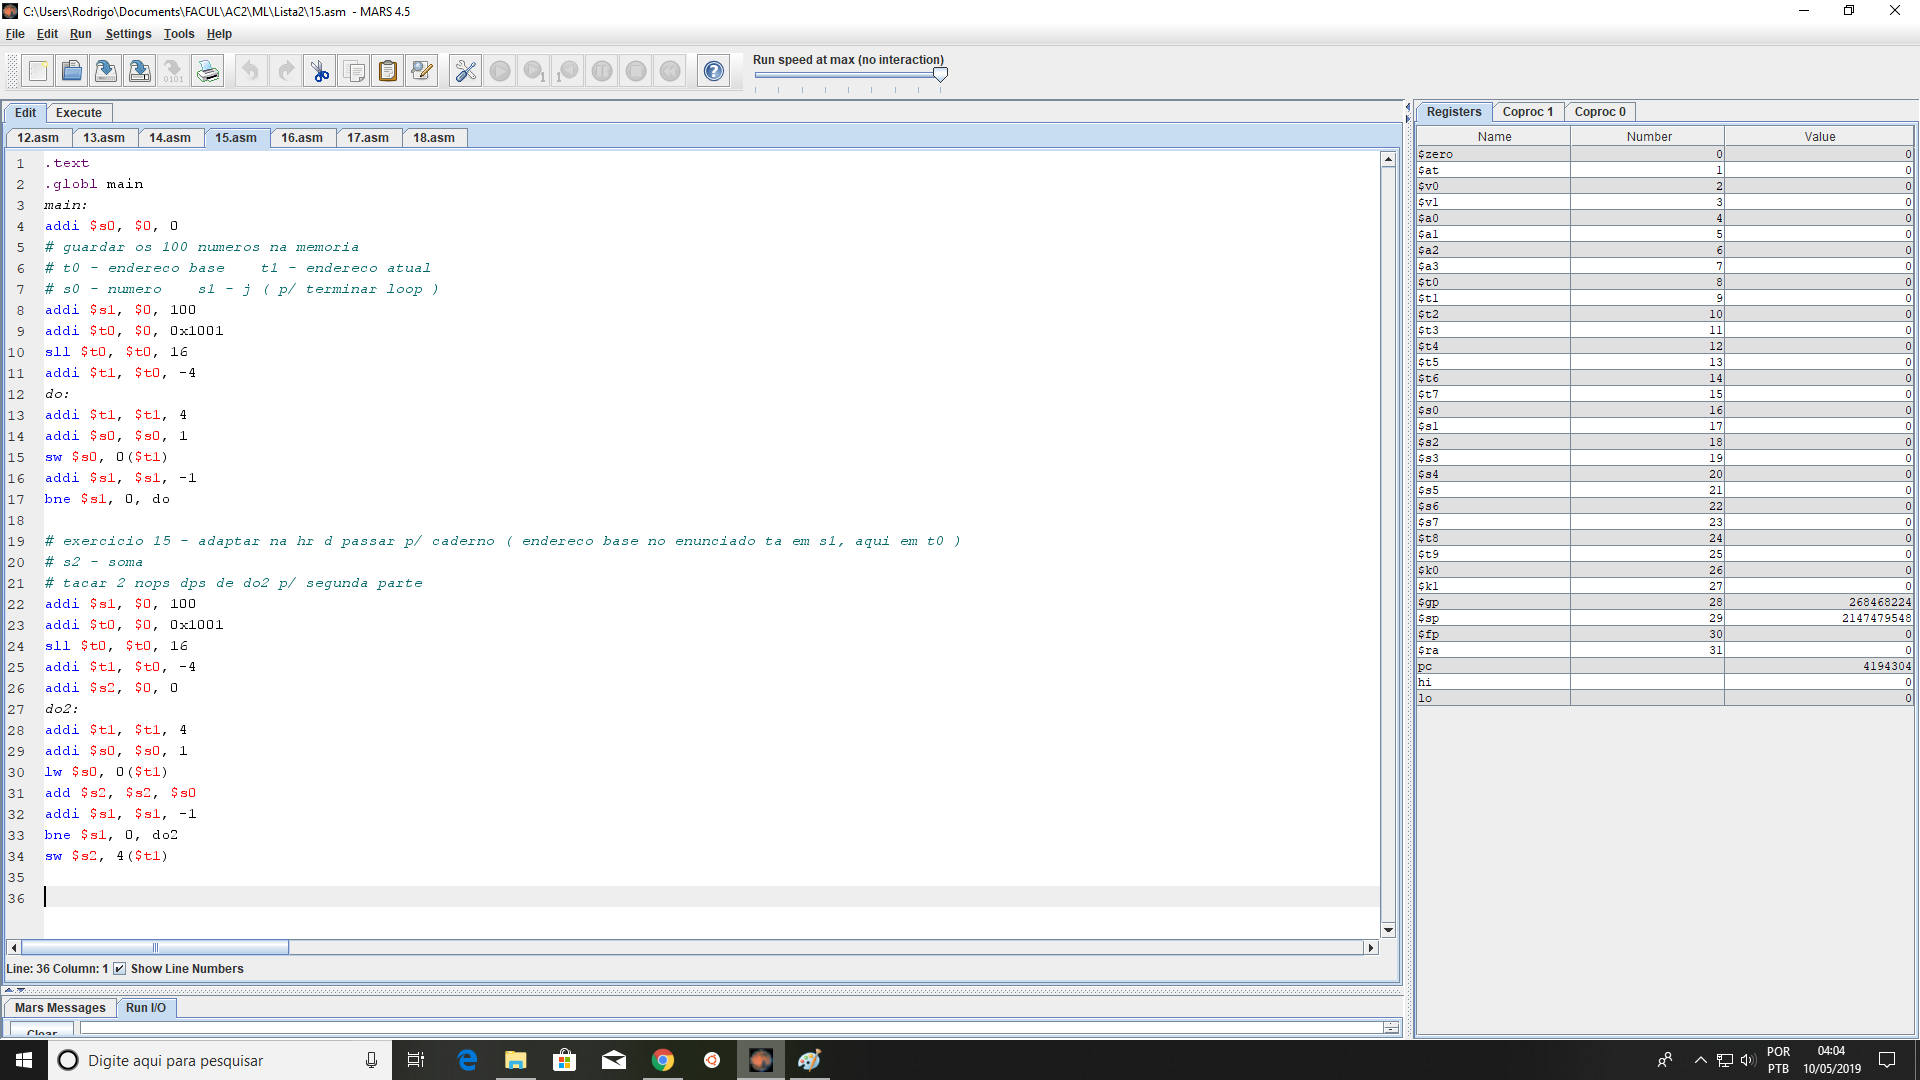 C:\Users\Rodrigo\Documents\FACUL\AC2\ML\Lista2\15.asm - MARS 4.5
File Edit Run Settings Tools Help
Run speed at max (no interaction)
Edit Execute
12.asm 13.asm 14.asm 15.asm 16.asm 17.asm 18.asm
1 .text
2 .globl main
3 main:
4 addi $s0, $0, 0
5 # guardar os 100 numeros na memoria
6 # t0 - endereco base    t1 - endereco atual
7 # s0 - numero    s1 - j ( p/ terminar loop )
8 addi $s1, $0, 100
9 addi $t0, $0, 0x1001
10 sll $t0, $t0, 16
11 addi $t1, $t0, -4
12 do:
13 addi $t1, $t1, 4
14 addi $s0, $s0, 1
15 sw $s0, 0($t1)
16 addi $s1, $s1, -1
17 bne $s1, 0, do
18
19 # exercicio 15 - adaptar na hr d passar p/ caderno ( endereco base no enunciado ta em s1, aqui em t0 )
20 # s2 - soma
21 # tacar 2 nops dps de do2 p/ segunda parte
22 addi $s1, $0, 100
23 addi $t0, $0, 0x1001
24 sll $t0, $t0, 16
25 addi $t1, $t0, -4
26 addi $s2, $0, 0
27 do2:
28 addi $t1, $t1, 4
29 addi $s0, $s0, 1
30 lw $s0, 0($t1)
31 add $s2, $s2, $s0
32 addi $s1, $s1, -1
33 bne $s1, 0, do2
34 sw $s2, 4($t1)
35
36
Line: 36 Column: 1 Show Line Numbers
Mars Messages Run I/O
Clear
Registers Coproc 1 Coproc 0
Name Number Value
$zero 0 0
$at 1 0
$v0 2 0
$v1 3 0
$a0 4 0
$a1 5 0
$a2 6 0
$a3 7 0
$t0 8 0
$t1 9 0
$t2 10 0
$t3 11 0
$t4 12 0
$t5 13 0
$t6 14 0
$t7 15 0
$s0 16 0
$s1 17 0
$s2 18 0
$s3 19 0
$s4 20 0
$s5 21 0
$s6 22 0
$s7 23 0
$t8 24 0
$t9 25 0
$k0 26 0
$k1 27 0
$gp 28 268468224
$sp 29 2147479548
$fp 30 0
$ra 31 0
pc 4194304
hi 0
lo 0
Digite aqui para pesquisar
POR
PTB
04:04
10/05/2019